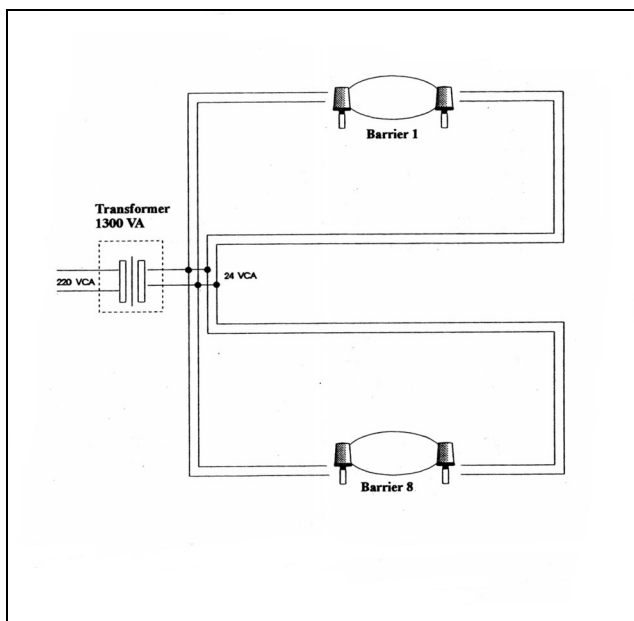 Barrier 1
Transformer
1300 VA
220 VCA
24 VCA
Barrier 8